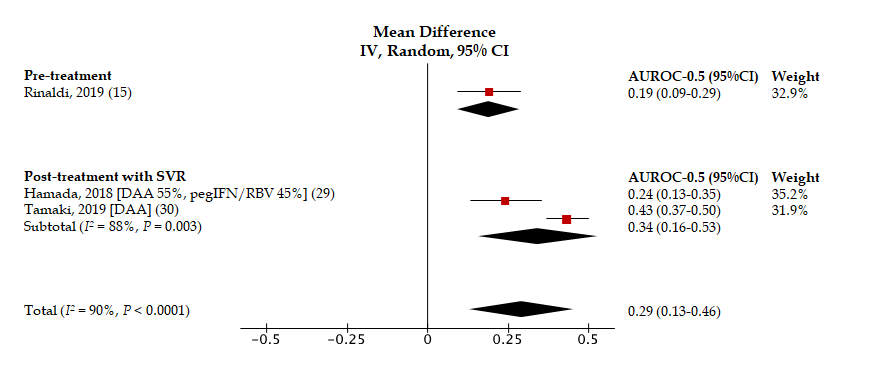 Mean Difference
IV, Random, 95% CI
Pre-treatment AUROC-0.5 (95%CI) Weight
Rinaldi, 2019 (15) 0.19 (0.09-0.29) 32.9%
Post-treatment with SVR AUROC-0.5 (95%CI) Weight
Hamada, 2018 [DAA 55%, pegIFN/RBV 45%] (29) 0.24 (0.13-0.35) 35.2%
Tamaki, 2019 [DAA] (30) 0.43 (0.37-0.50) 31.9%
Subtotal (I² = 88%, P = 0.003) 0.34 (0.16-0.53)
Total (I² = 90%, P < 0.0001) 0.29 (0.13-0.46)
−0.5 −0.25 0 0.25 0.5